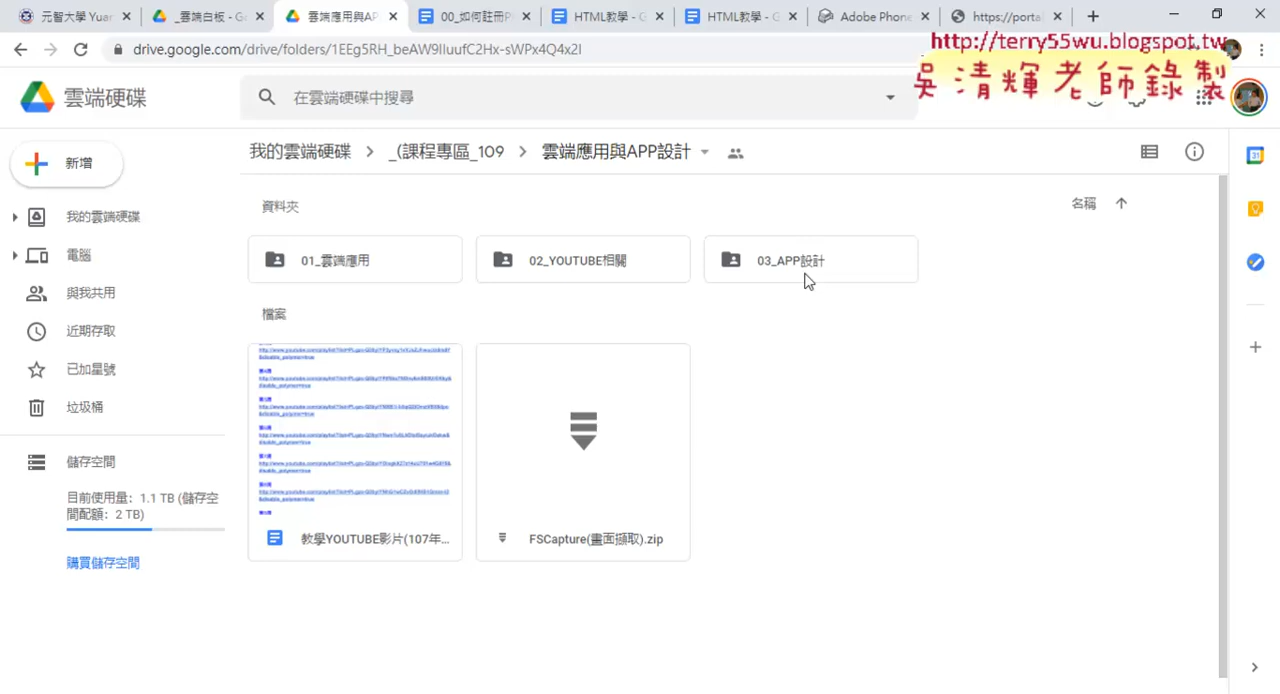 元智大學 Yuan
_雲端白板 - Go
雲端應用與AP
00_如何註冊P
HTML教學 - G
HTML教學 - G
Adobe Phone
https://porta
drive.google.com/drive/folders/1EEg5RH_beAW9IIuufC2Hx-sWPx4Q4x2I
http://terry55wu.blogspot.tw
吳清輝老師錄製
雲端硬碟
在雲端硬碟中搜尋
新增
我的雲端硬碟 > _(課程專區_109 > 雲端應用與APP設計
我的雲端硬碟
電腦
與我共用
近期存取
已加星號
垃圾桶
儲存空間
目前使用量: 1.1 TB (儲存空
間配額: 2 TB)
購買儲存空間
資料夾
名稱
01_雲端應用
02_YOUTUBE相關
03_APP設計
檔案
教學YOUTUBE影片(107年...
FSCapture(畫面擷取).zip
31